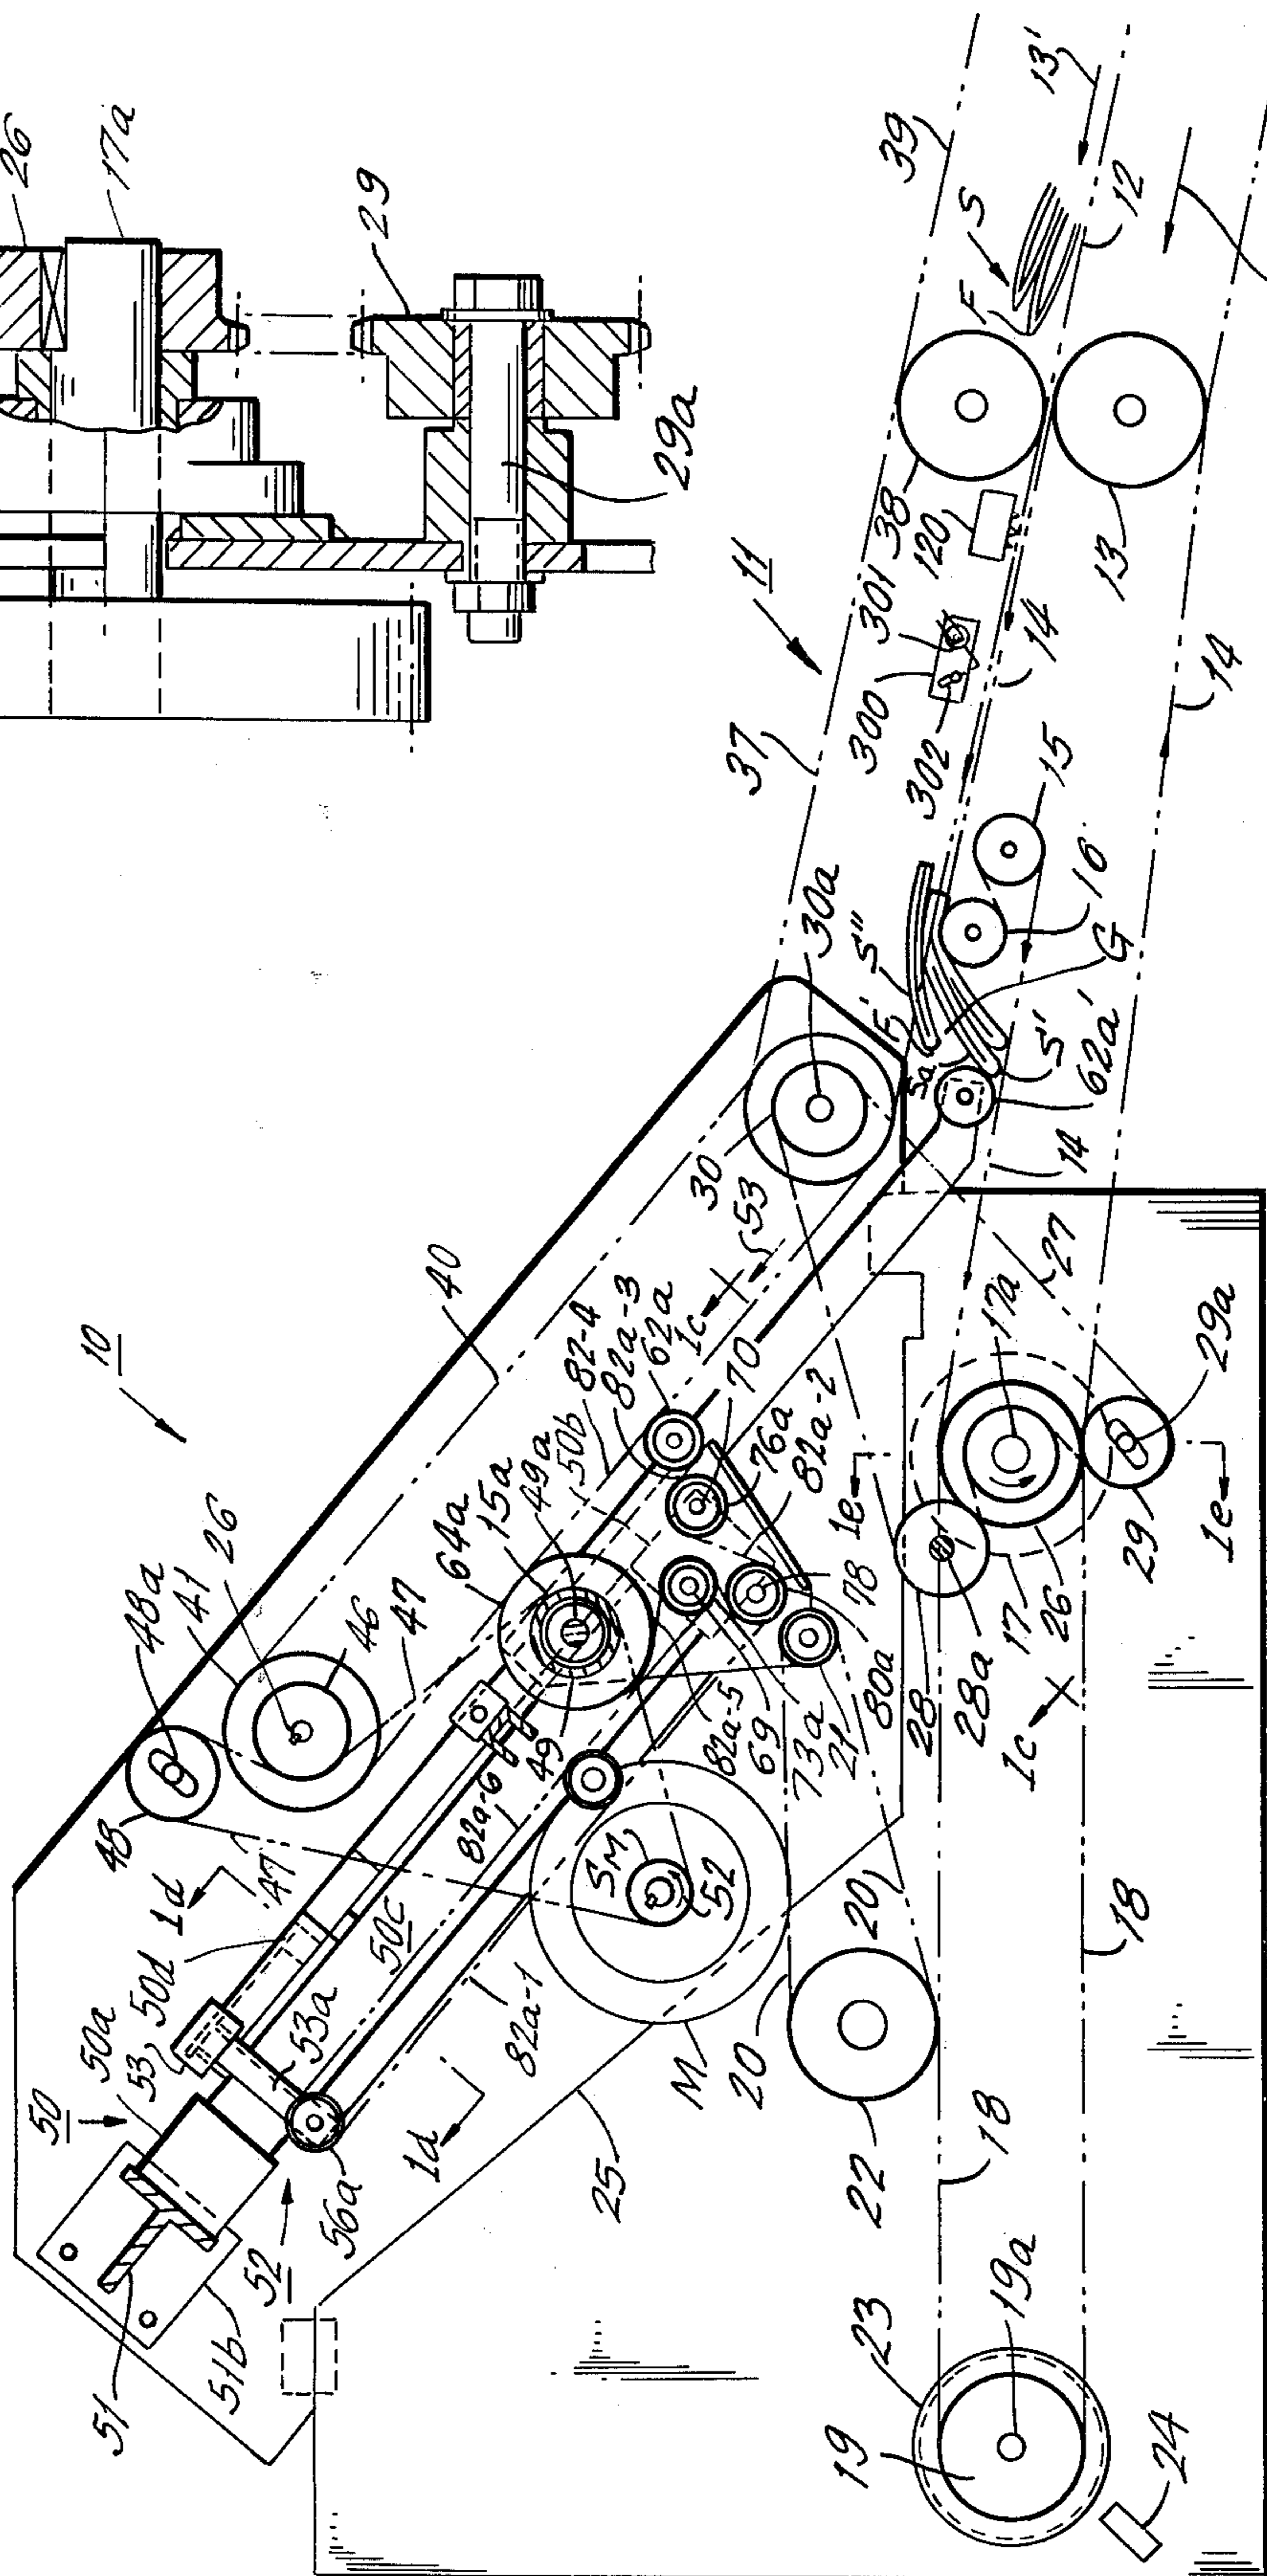 26
17a
29
29a
13'
39
12
S
F
38
120
13
11
301
300
302
14
14
37
15
16
S"
F'
G
30a
Sa
S'
62a'
14
30
53
40
10
1c
82-4
82a-3
62a
70
50b
49a
15a
64a
76a
82a-2
1e
27
17a
29a
29
1e
26
17
28a
28
1c
48a
41
26
46
47
49
82a-6
82a-5
69
73a
21
78
80a
48
47
1d
SM
52
50c
50d
82a-1
M
20
20
18
18
53a
50a
53
50
1d
25
22
56a
52
51
51b
23
19a
19
24